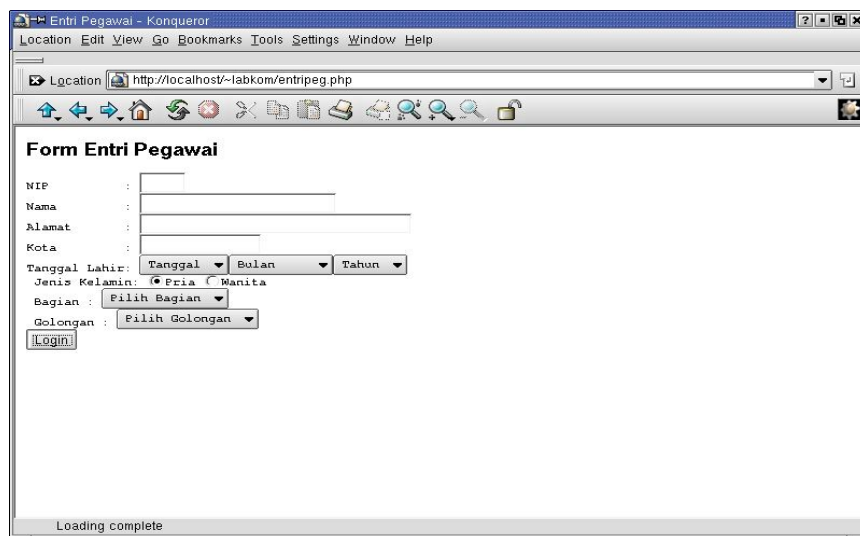 Entri Pegawai - Konqueror
Location Edit View Go Bookmarks Tools Settings Window Help
Location http://localhost/~labkom/entripeg.php
Form Entri Pegawai
NIP :
Nama :
Alamat :
Kota :
Tanggal Lahir: Tanggal Bulan Tahun
Jenis Kelamin: Pria Wanita
Bagian : Pilih Bagian
Golongan : Pilih Golongan
Login
Loading complete